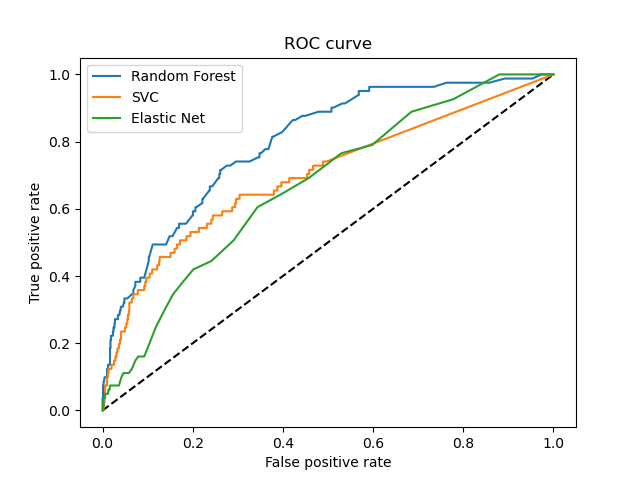 ROC curve
Random Forest
SVC
Elastic Net
True positive rate
1.0
0.8
0.6
0.4
0.2
0.0
0.0 0.2 0.4 0.6 0.8 1.0
False positive rate